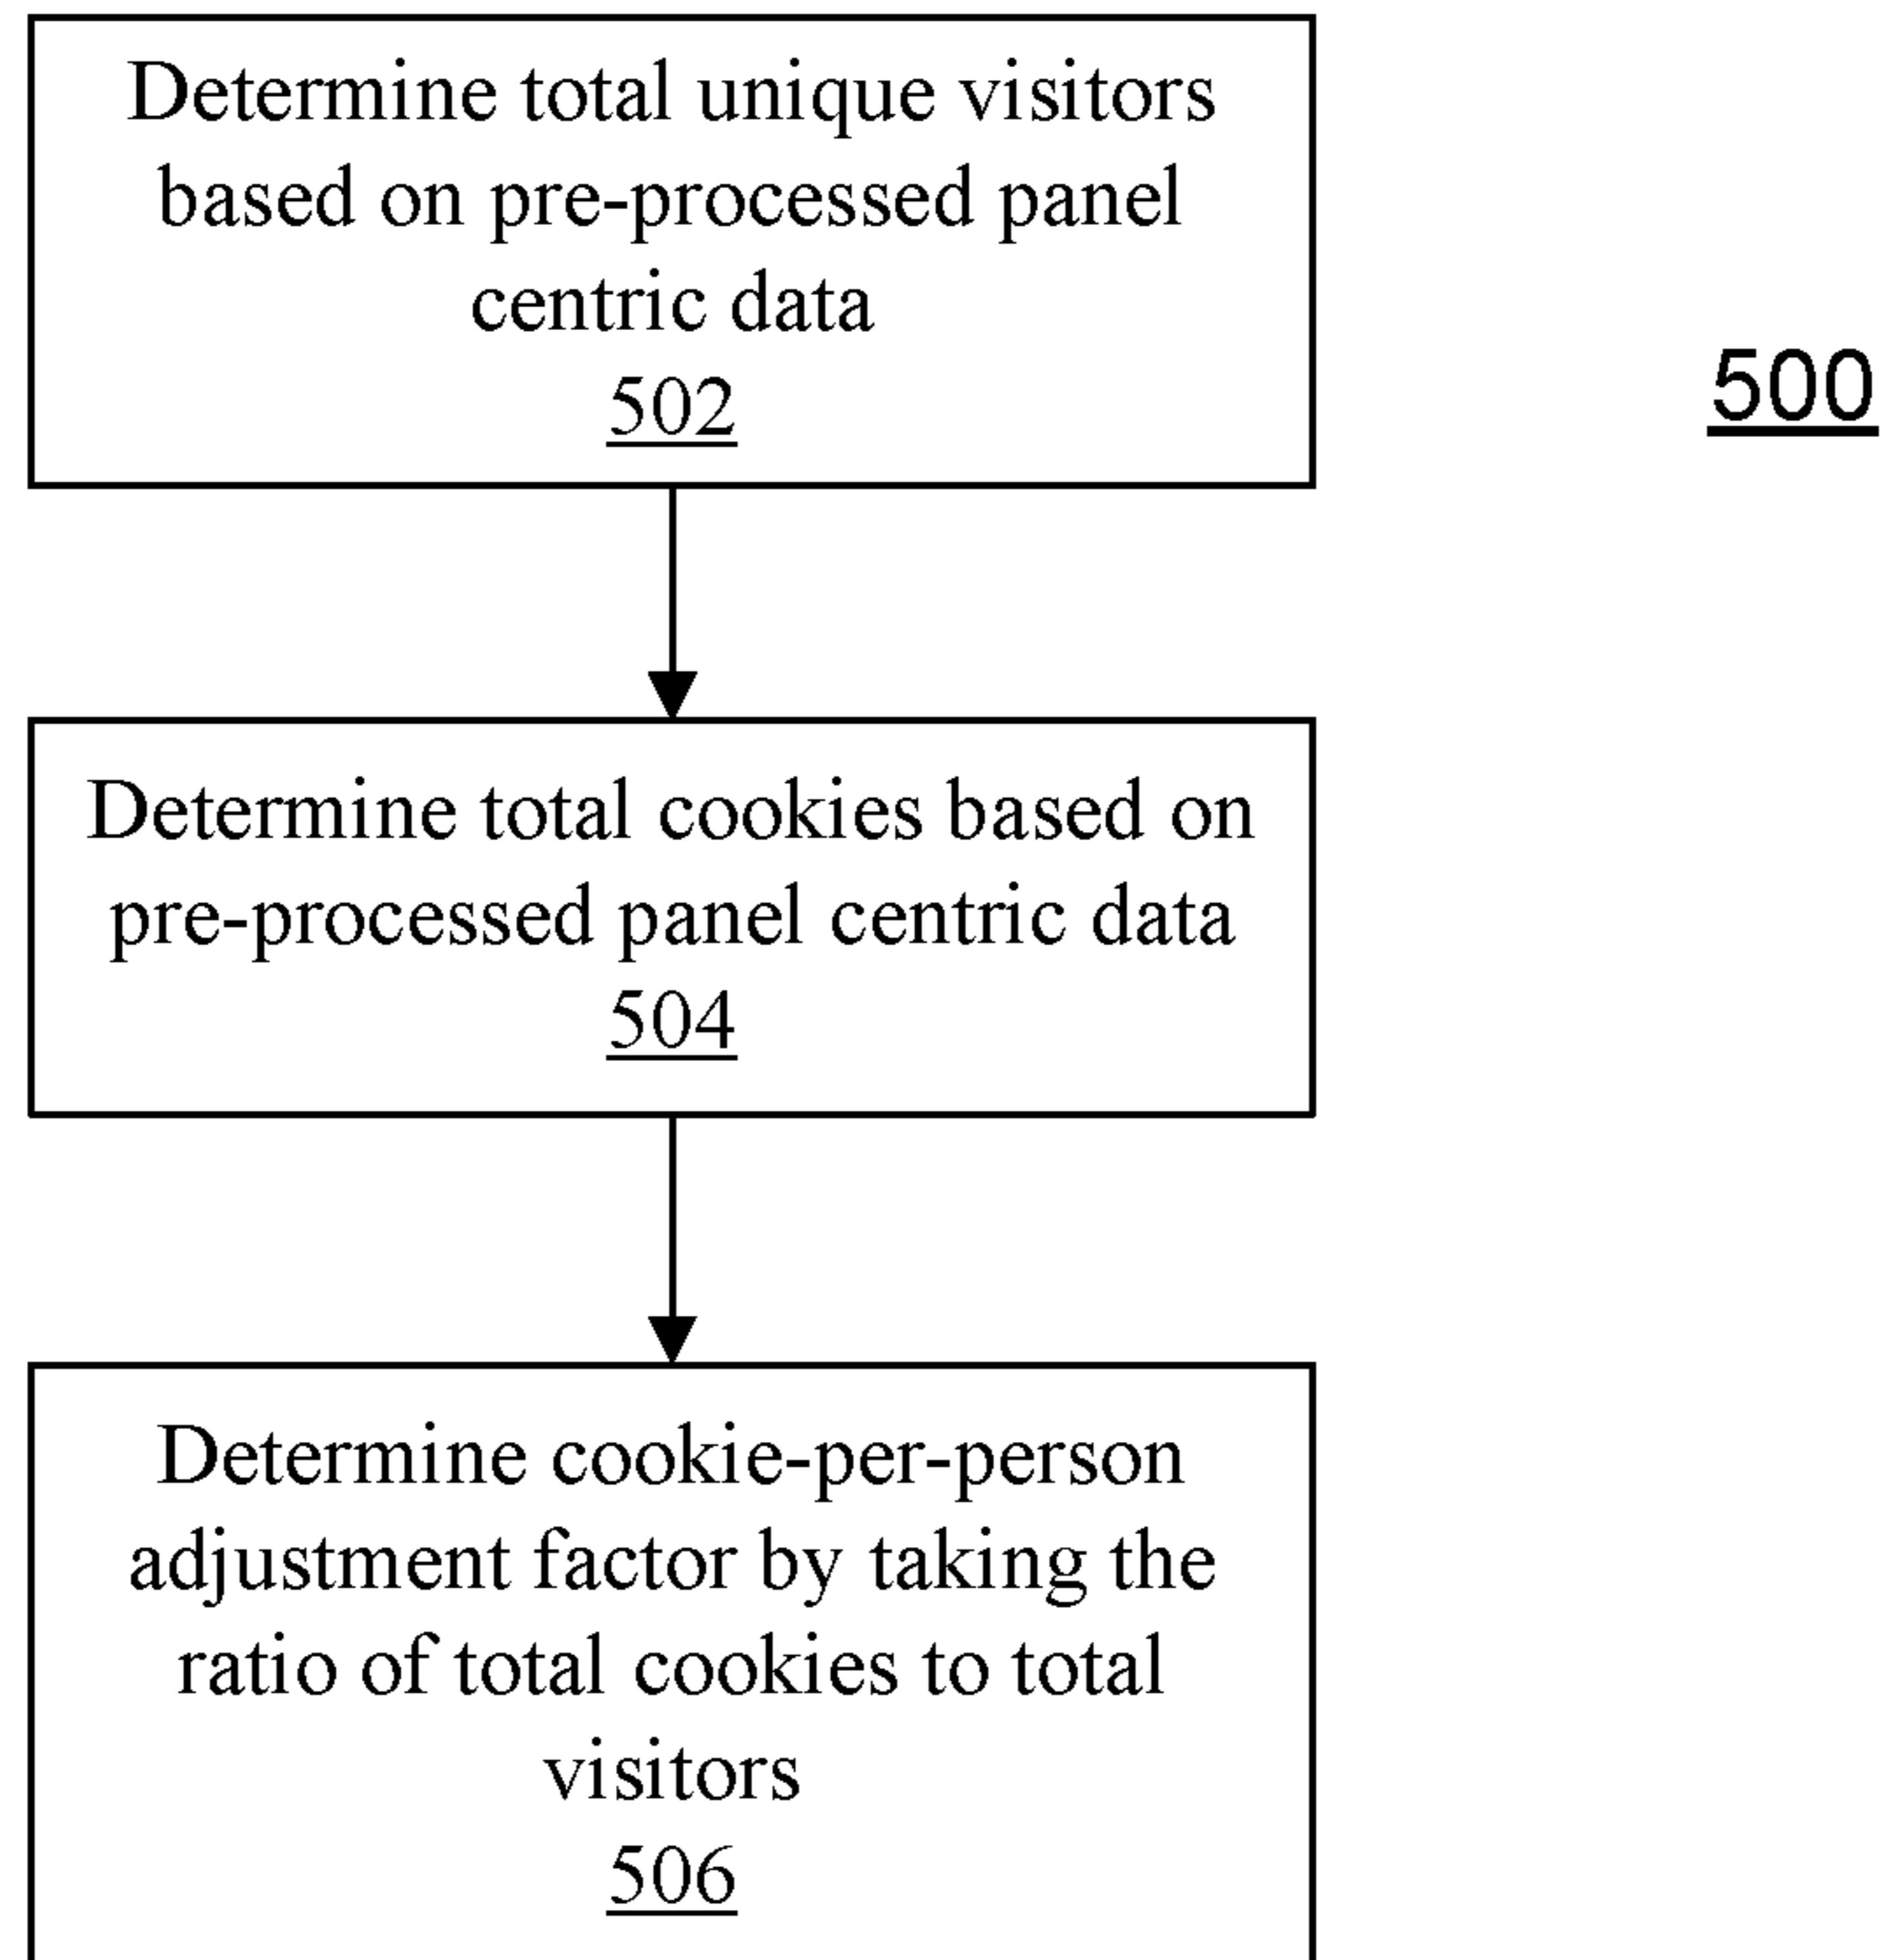 Determine total unique visitors
based on pre-processed panel
centric data
502
500
Determine total cookies based on
pre-processed panel centric data
504
Determine cookie-per-person
adjustment factor by taking the
ratio of total cookies to total
visitors
506